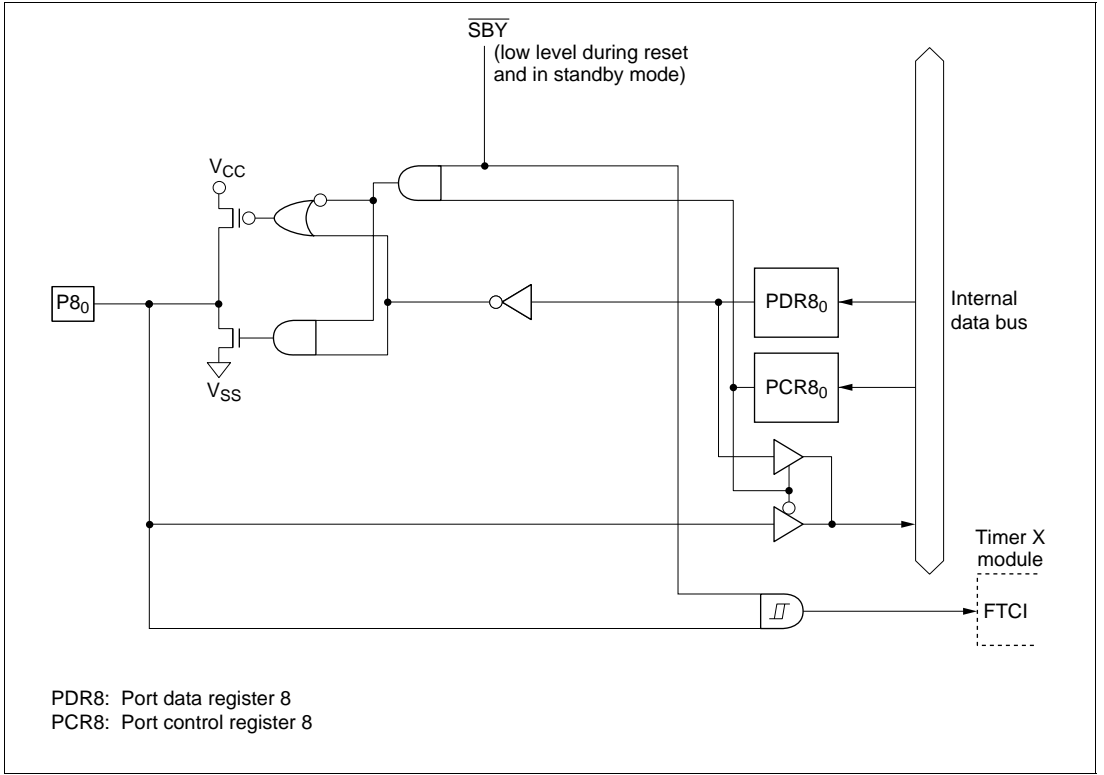 SBY
(low level during reset
and in standby mode)
VCC
P80
VSS
PDR80
PCR80
Internal
data bus
Timer X
module
FTCI
PDR8: Port data register 8
PCR8: Port control register 8